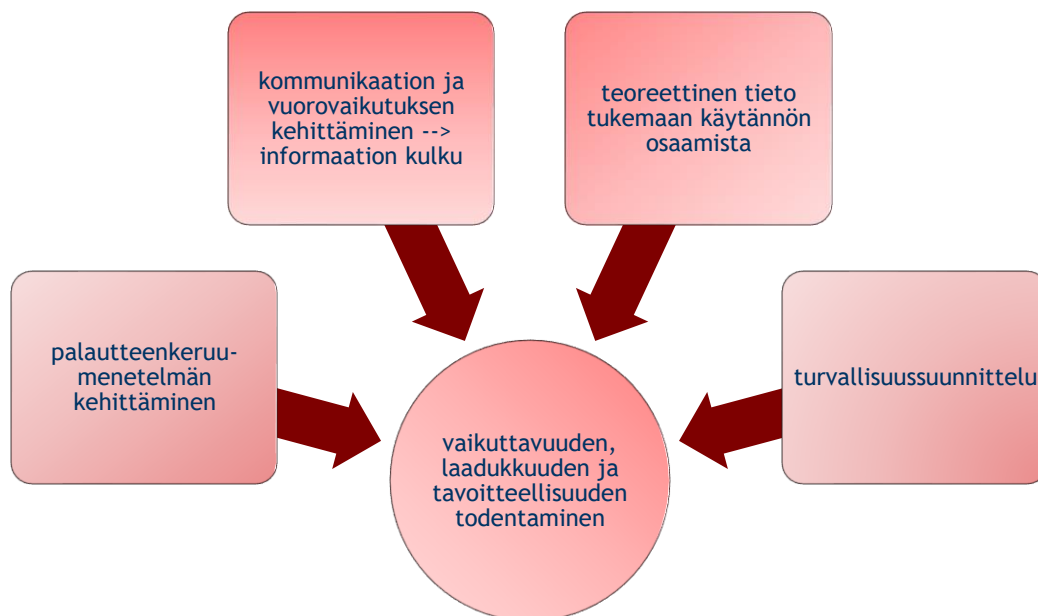 kommunikaation ja
vuorovaikutuksen
kehittäminen -->
informaation kulku
teoreettinen tieto
tukemaan käytännön
osaamista
palautteenkeruu-
menetelmän
kehittäminen
turvallisuussuunnittelu
vaikuttavuuden,
laadukkuuden ja
tavoitteellisuuden
todentaminen